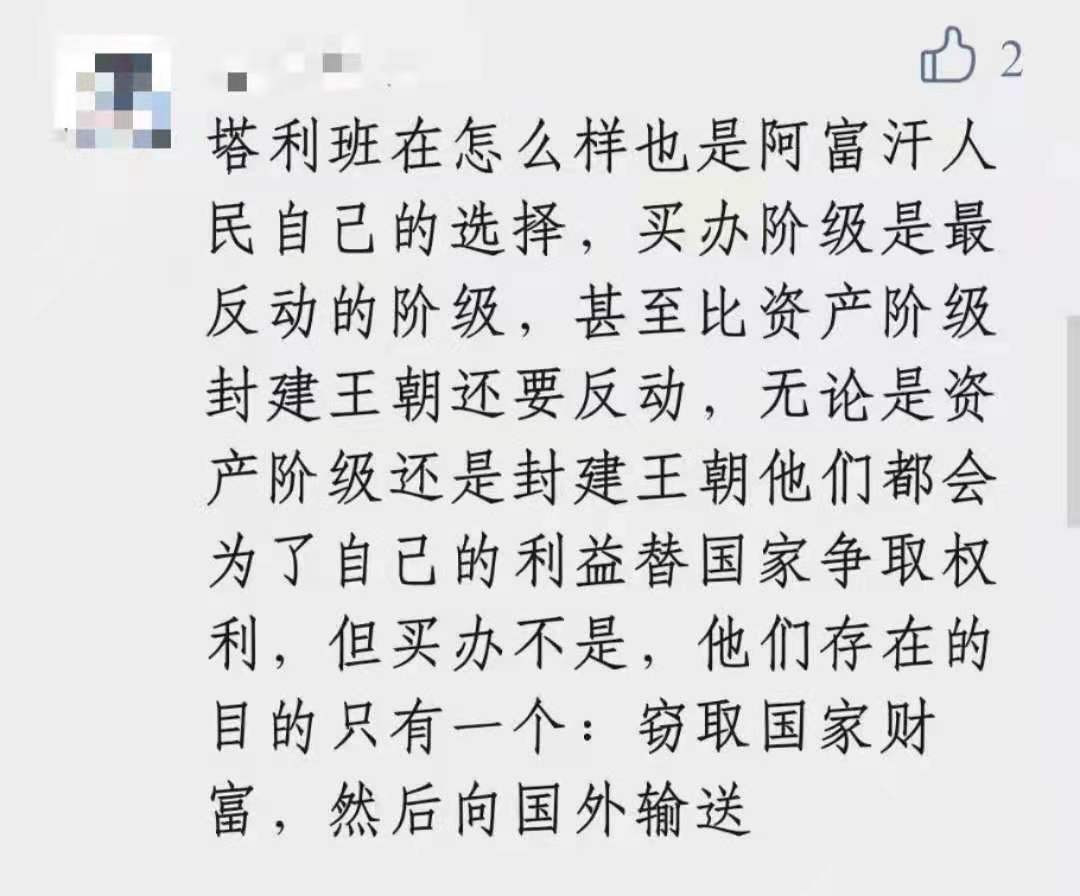 2
塔利班在怎么样也是阿富汗人
民自己的选择，买办阶级是最
反动的阶级，甚至比资产阶级
封建王朝还要反动，无论是资
产阶级还是封建王朝他们都会
为了自己的利益替国家争取权
利，但买办不是，他们存在的
目的只有一个：窃取国家财
富，然后向国外输送